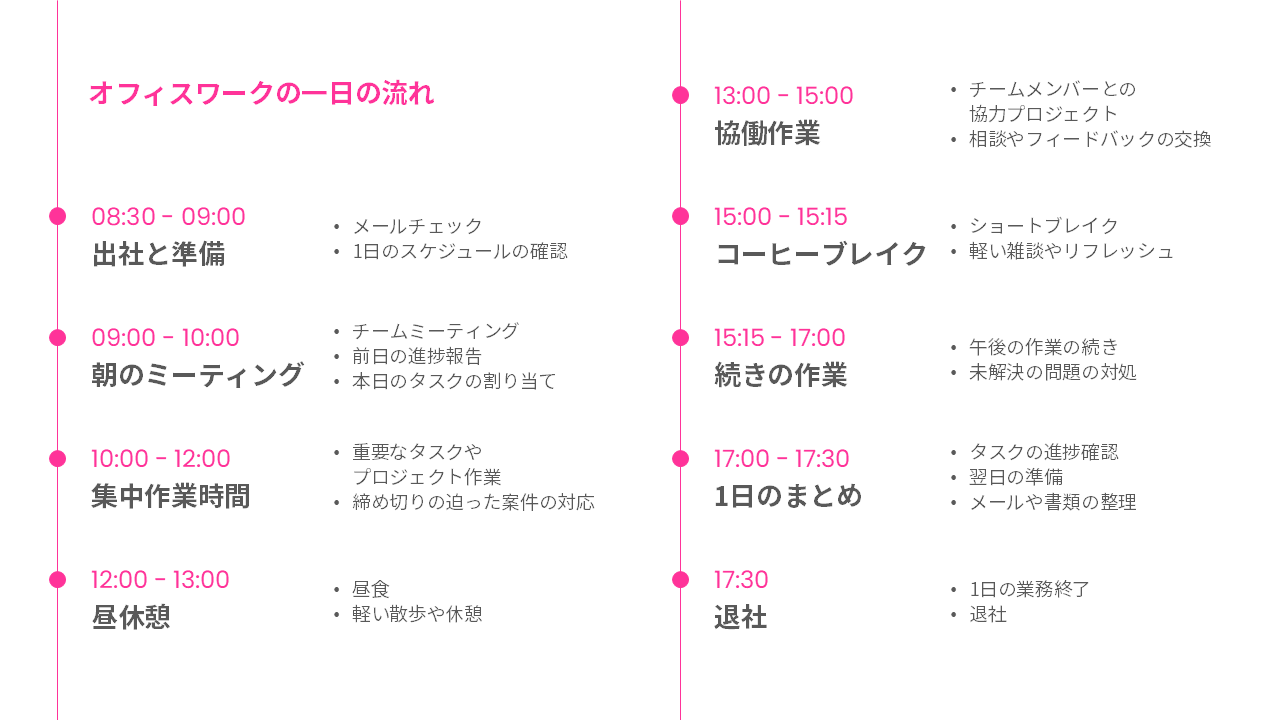 オフィスワークの一日の流れ
08:30 - 09:00
出社と準備
• メールチェック
• 1日のスケジュールの確認
09:00 - 10:00
朝のミーティング
• チームミーティング
• 前日の進捗報告
• 本日のタスクの割り当て
10:00 - 12:00
集中作業時間
• 重要なタスクや
プロジェクト作業
• 締め切りの迫った案件の対応
12:00 - 13:00
昼休憩
• 昼食
• 軽い散歩や休憩
13:00 - 15:00
協働作業
• チームメンバーとの
協力プロジェクト
• 相談やフィードバックの交換
15:00 - 15:15
コーヒーブレイク
• ショートブレイク
• 軽い雑談やリフレッシュ
15:15 - 17:00
続きの作業
• 午後の作業の続き
• 未解決の問題の対処
17:00 - 17:30
1日のまとめ
• タスクの進捗確認
• 翌日の準備
• メールや書類の整理
17:30
退社
• 1日の業務終了
• 退社